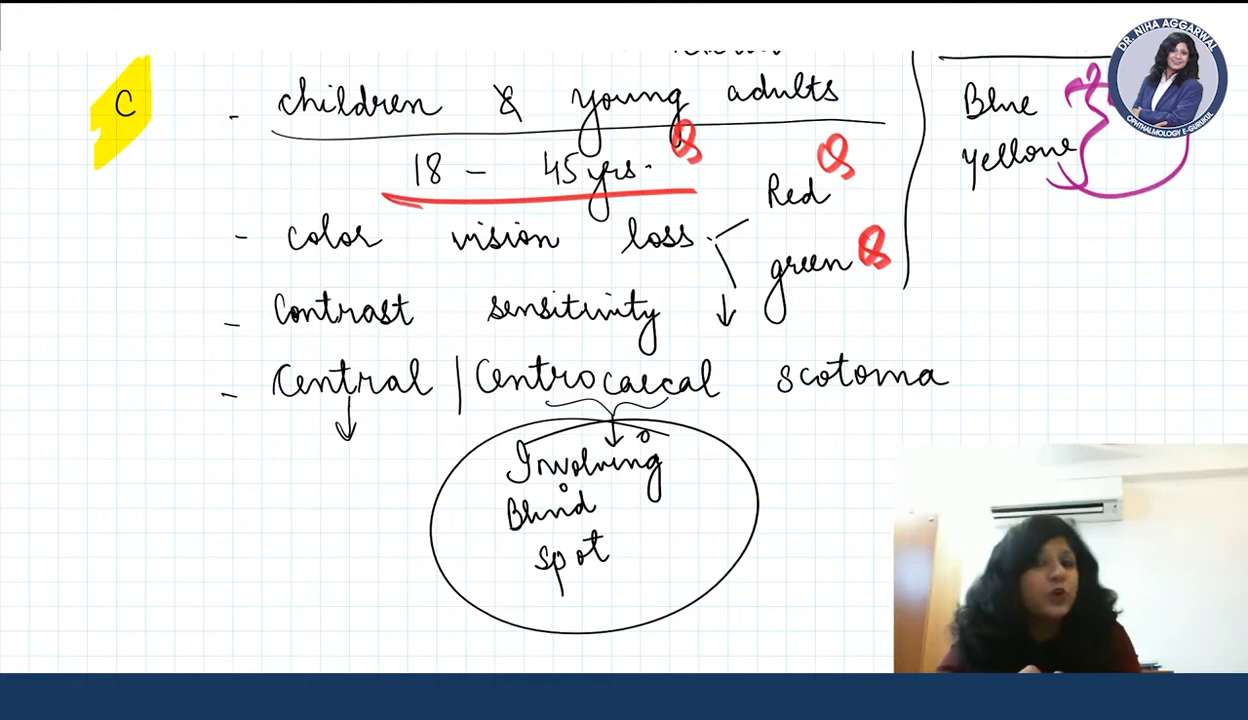 C
- children & young adults
18 - 45 yrs.
- color vision loss
Red
green
- Contrast sensitivity ↓
- Central | Centrocaecal scotoma
Involving
Blind
spot
Blue
Yellow
DR. NIHA AGGARWAL
OPHTHALMOLOGY E-GURUKUL